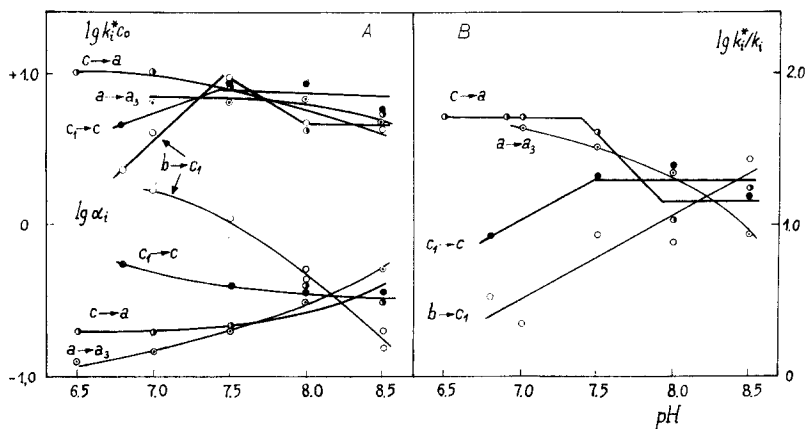 lg k*i c₀ A
+1,0
c→a
a→a₃
c₁→c
b→c₁
0
lg αi
c₁→c
c→a
a→a₃
-1,0
6.5 7.0 7.5 8.0 8.5
B lg k*i/ki
2.0
c→a
a→a₃
1.0
c₁→c
b→c₁
0
6.5 7.0 7.5 8.0 8.5
pH